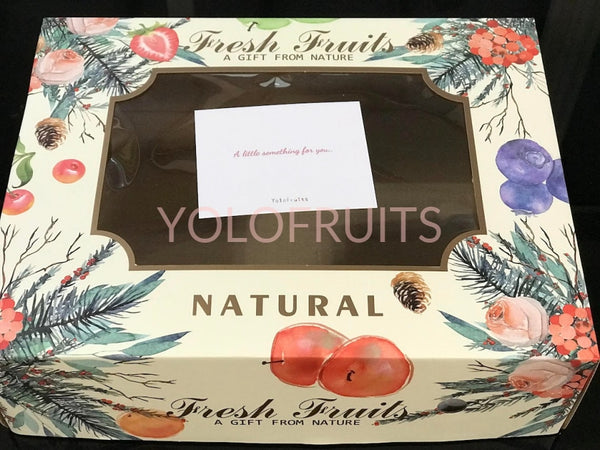 Fresh Fruits
A GIFT FROM NATURE
A little something for you..
Yolofruits
YOLOFRUITS
NATURAL
Fresh Fruits
A GIFT FROM NATURE